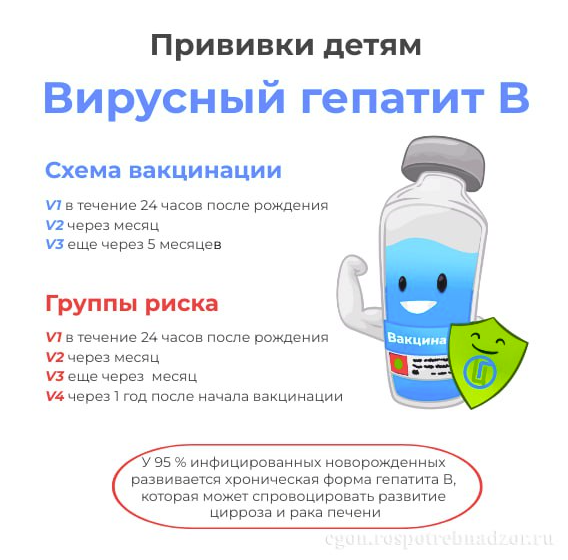 Прививки детям
Вирусный гепатит В
Схема вакцинации
V1 в течение 24 часов после рождения
V2 через месяц
V3 еще через 5 месяцев
Группы риска
V1 в течение 24 часов после рождения
V2 через месяц
V3 еще через месяц
V4 через 1 год после начала вакцинации
Вакцина
У 95 % инфицированных новорожденных
развивается хроническая форма гепатита В,
которая может спровоцировать развитие
цирроза и рака печени
cgon.rospotrebnadzor.ru